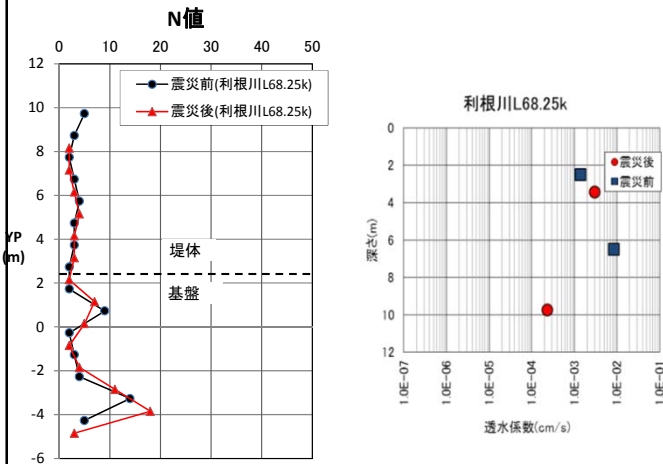 N値
0 10 20 30 40 50
12
10
8
6
4
2
0
-2
-4
-6
YP
(m)
震災前(利根川L68.25k)
震災後(利根川L68.25k)
堤体
基盤
利根川L68.25k
0
2
4
6
8
10
12
深さ(m)
震災後
震災前
1.0E-07
1.0E-06
1.0E-05
1.0E-04
1.0E-03
1.0E-02
1.0E-01
透水係数(cm/s)